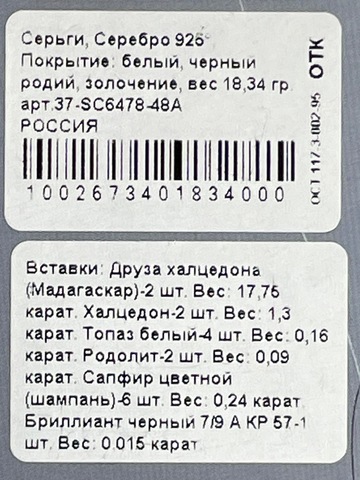 Серьги, Серебро 925°
Покрытие: белый, черный
родий, золочение, вес 18,34 гр.
арт.37-SC6478-48А
РОССИЯ
1002673401834000
ОТК
ОСТ 117-3-002-95
Вставки: Друза халцедона
(Мадагаскар)-2 шт. Вес: 17,75
карат. Халцедон-2 шт. Вес: 1,3
карат. Топаз белый-4 шт. Вес: 0,16
карат. Родолит-2 шт. Вес: 0,09
карат. Сапфир цветной
(шампань)-6 шт. Вес: 0,24 карат.
Бриллиант черный 7/9 А КР 57-1
шт. Вес: 0,015 карат.